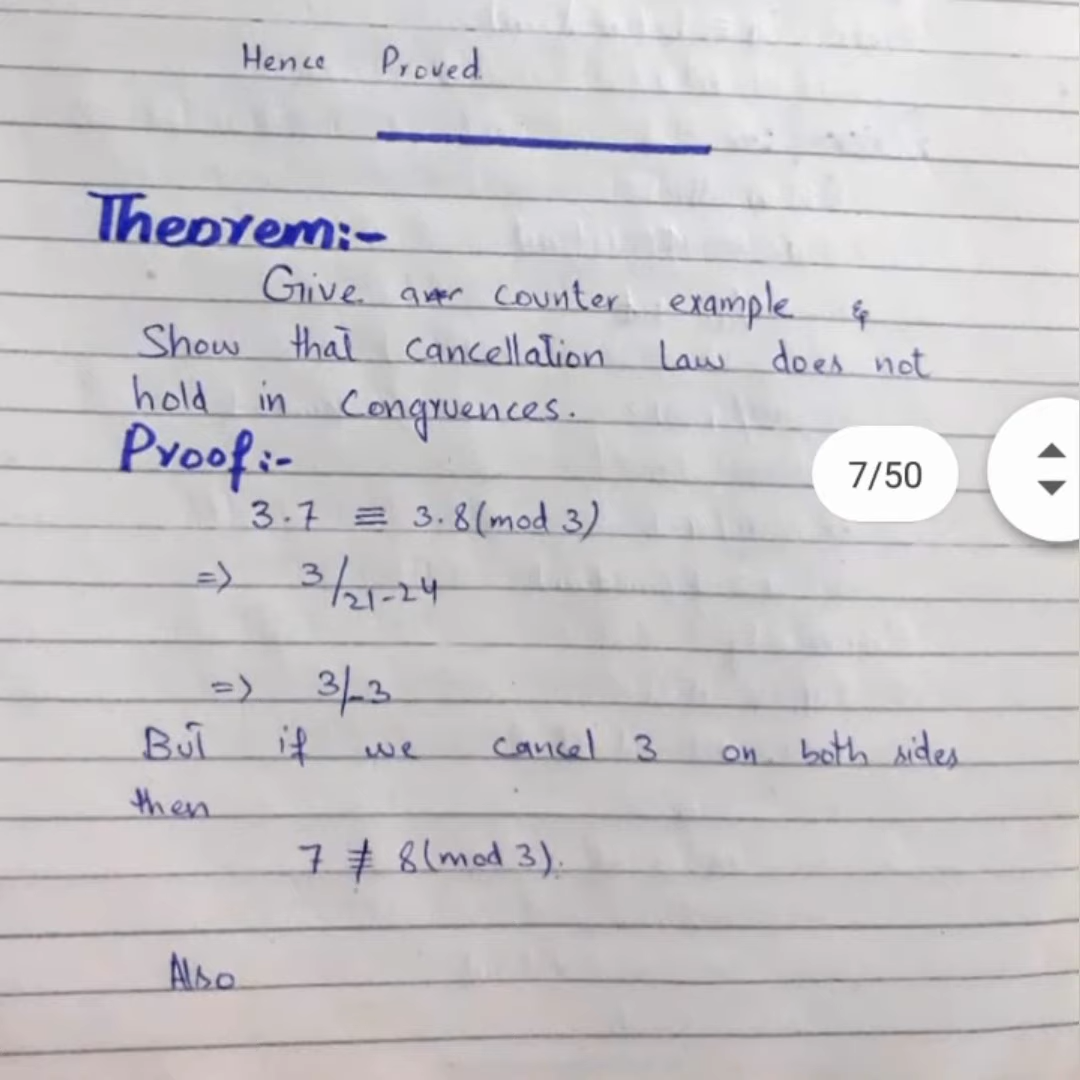 Hence Proved
Theorem:-
Give counter example &
Show that cancellation Law does not
hold in Congruences.
Proof:-
7/50
3.7 ≡ 3.8(mod 3)
=> 3/21-24
=> 3/-3
But if we cancel 3 on both sides
then
7 ≢ 8(mod 3).
Also